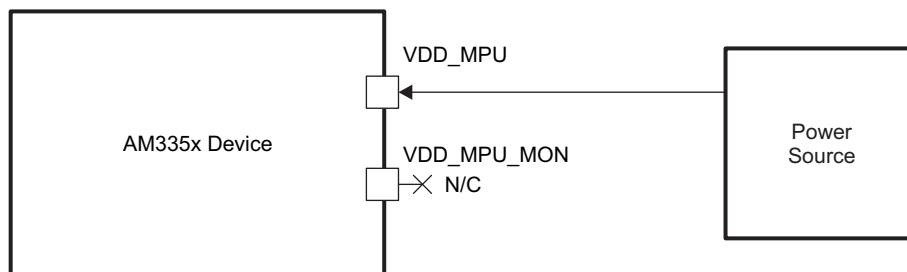 VDD_MPU
AM335x Device
Power
Source
VDD_MPU_MON
N/C